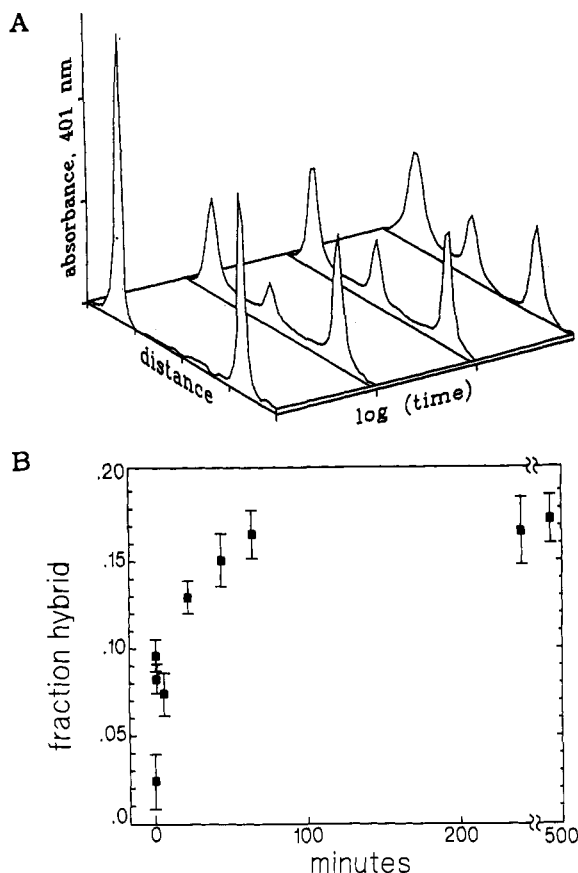 A
absorbance, 401 nm
distance
log (time)
B
fraction hybrid
.20
.15
.10
.05
.0
0
100
200
500
minutes